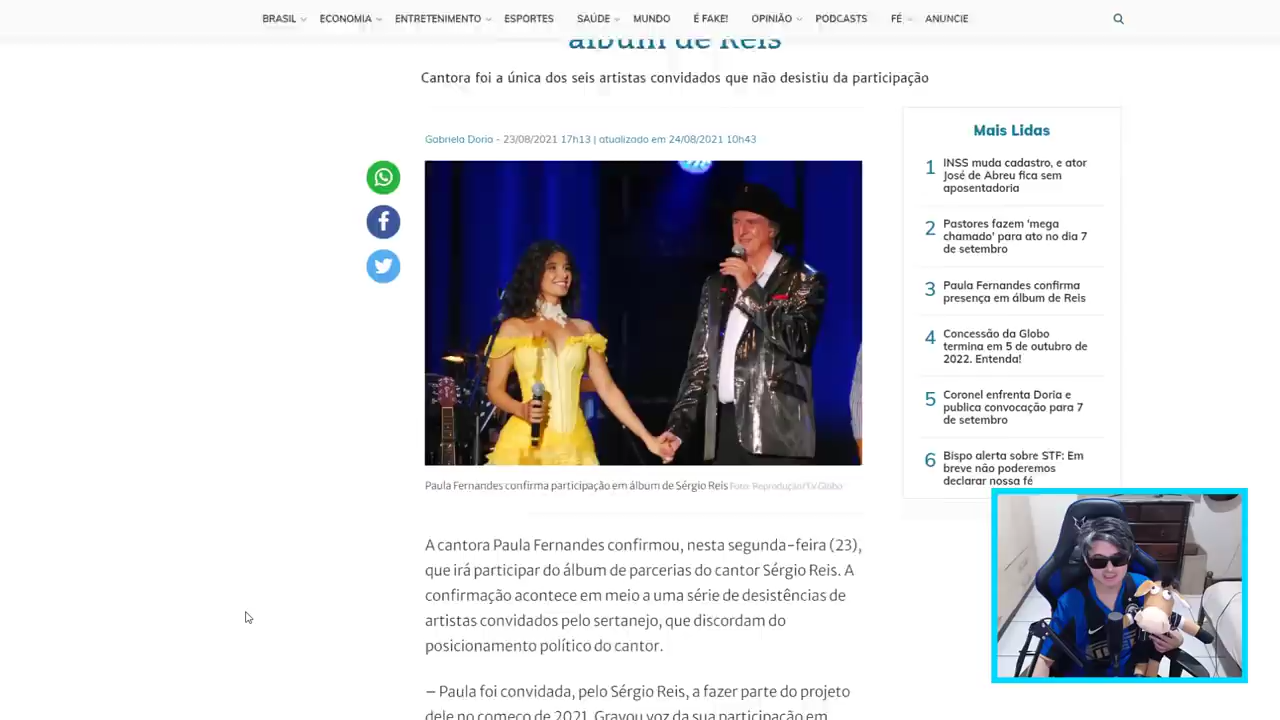 BRASIL ECONOMIA ENTRETENIMENTO ESPORTES SAÚDE MUNDO É FAKE! OPINIÃO PODCASTS FÉ ANUNCIE
álbum de Reis
Cantora foi a única dos seis artistas convidados que não desistiu da participação
Gabriela Doria - 23/08/2021 17h13 | atualizado em 24/08/2021 10h43
Paula Fernandes confirma participação em álbum de Sérgio Reis Foto: Reprodução/TV Globo
A cantora Paula Fernandes confirmou, nesta segunda-feira (23),
que irá participar do álbum de parcerias do cantor Sérgio Reis. A
confirmação acontece em meio a uma série de desistências de
artistas convidados pelo sertanejo, que discordam do
posicionamento político do cantor.
– Paula foi convidada, pelo Sérgio Reis, a fazer parte do projeto
dele no começo de 2021. Gravou voz da sua participação em
Mais Lidas
1 INSS muda cadastro, e ator
José de Abreu fica sem
aposentadoria
2 Pastores fazem 'mega
chamado' para ato no dia 7
de setembro
3 Paula Fernandes confirma
presença em álbum de Reis
4 Concessão da Globo
termina em 5 de outubro de
2022. Entenda!
5 Coronel enfrenta Doria e
publica convocação para 7
de setembro
6 Bispo alerta sobre STF: Em
breve não poderemos
declarar nossa fé